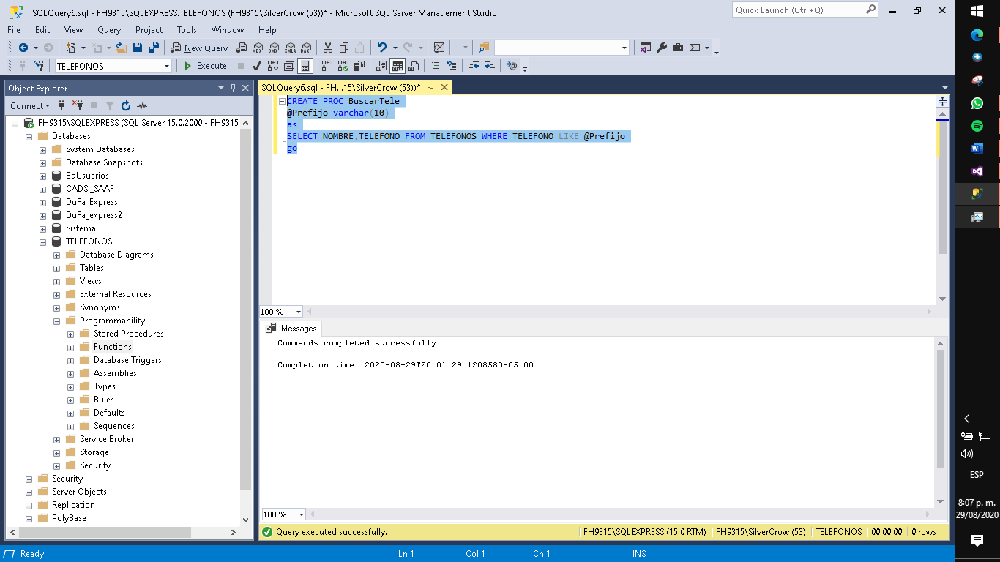 SQLQuery6.sql - FH9315\SQLEXPRESS.TELEFONOS (FH9315\SilverCrow (53))* - Microsoft SQL Server Management Studio
Quick Launch (Ctrl+Q)
File Edit View Query Project Tools Window Help
New Query
MDX DMX XMLA DAX
TELEFONOS
Execute
Object Explorer
Connect
FH9315\SQLEXPRESS (SQL Server 15.0.2000 - FH9315\
Databases
System Databases
Database Snapshots
BdUsuarios
CADSI_SAAF
DuFa_Express
DuFa_express2
Sistema
TELEFONOS
Database Diagrams
Tables
Views
External Resources
Synonyms
Programmability
Stored Procedures
Functions
Database Triggers
Assemblies
Types
Rules
Defaults
Sequences
Service Broker
Storage
Security
Security
Server Objects
Replication
PolyBase
SQLQuery6.sql - FH...15\SilverCrow (53))*
CREATE PROC BuscarTele
@Prefijo varchar(10)
as
SELECT NOMBRE,TELEFONO FROM TELEFONOS WHERE TELEFONO LIKE @Prefijo
go
100 %
Messages
Commands completed successfully.
Completion time: 2020-08-29T20:01:29.1208580-05:00
100 %
Query executed successfully.
FH9315\SQLEXPRESS (15.0 RTM) FH9315\SilverCrow (53) TELEFONOS 00:00:00 0 rows
Ready
Ln 1 Col 1 Ch 1 INS
ESP
8:07 p. m.
29/08/2020